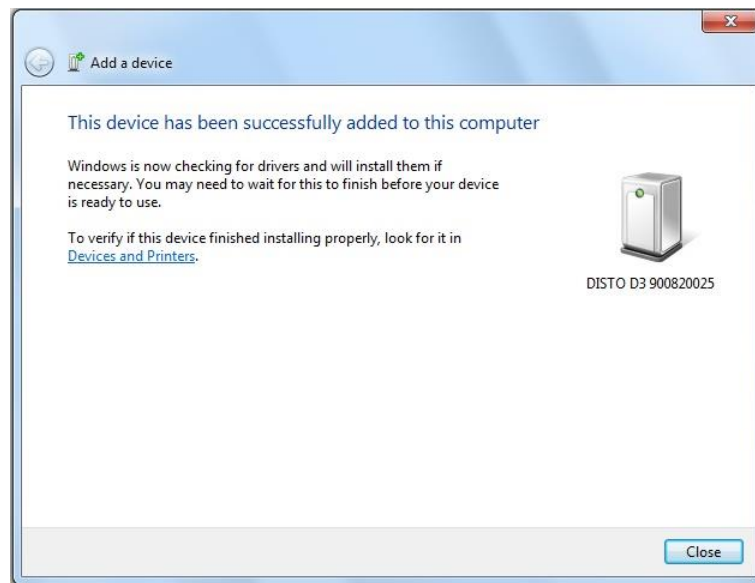 Add a device
This device has been successfully added to this computer
Windows is now checking for drivers and will install them if
necessary. You may need to wait for this to finish before your device
is ready to use.
To verify if this device finished installing properly, look for it in
Devices and Printers.
DISTO D3 900820025
Close